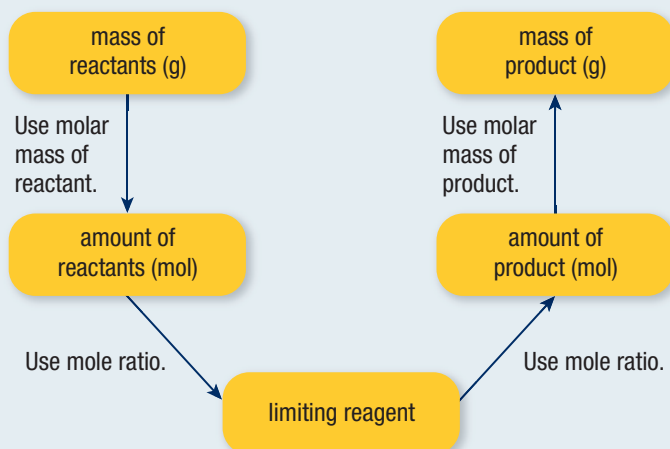 mass of
reactants (g)
mass of
product (g)
Use molar
mass of
reactant.
Use molar
mass of
product.
amount of
reactants (mol)
amount of
product (mol)
Use mole ratio.
Use mole ratio.
limiting reagent